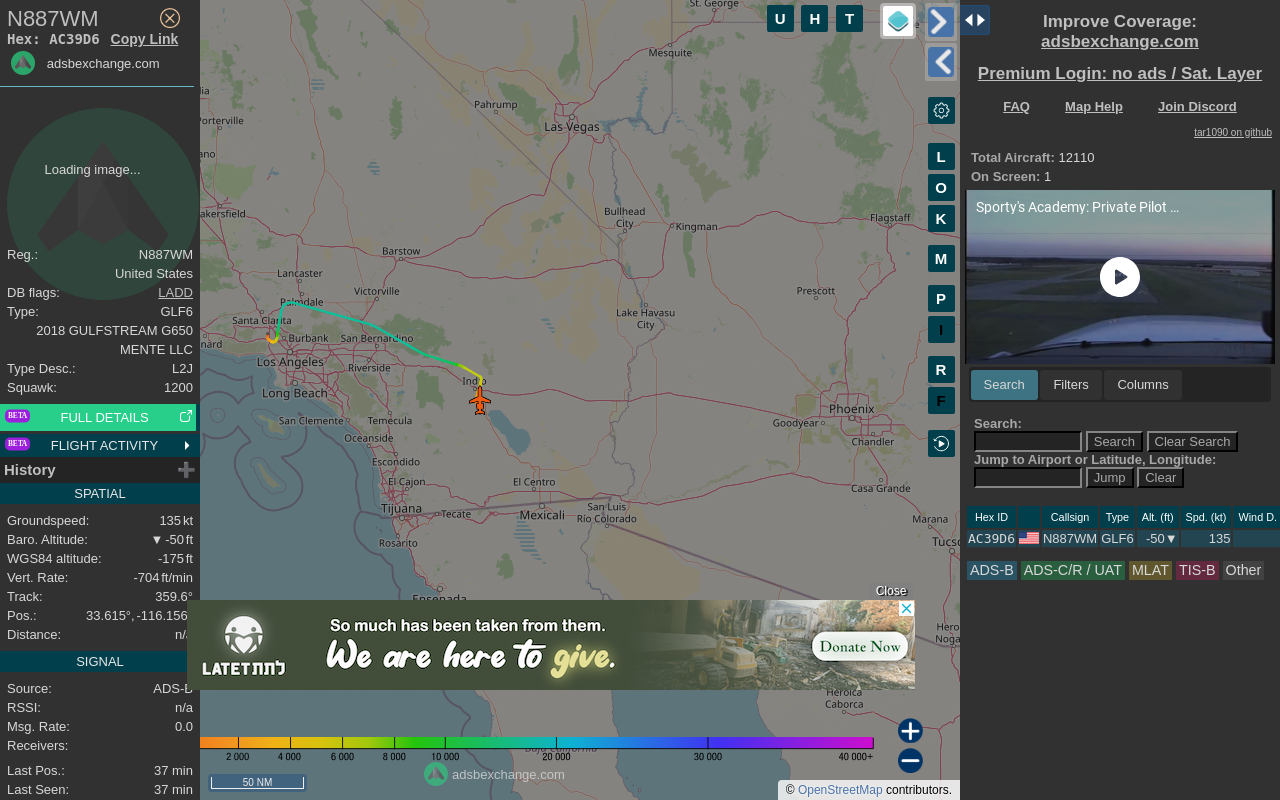 N887WM
Hex: AC39D6 Copy Link
adsbexchange.com
Loading image...
Reg.: N887WM
United States
DB flags: LADD
Type: GLF6
2018 GULFSTREAM G650
MENTE LLC
Type Desc.: L2J
Squawk: 1200
BETA FULL DETAILS
BETA FLIGHT ACTIVITY
History
SPATIAL
Groundspeed: 135 kt
Baro. Altitude: ▼ -50 ft
WGS84 altitude: -175 ft
Vert. Rate: -704 ft/min
Track: 359.6°
Pos.: 33.615°, -116.156
Distance: n/a
SIGNAL
Source: ADS-B
RSSI: n/a
Msg. Rate: 0.0
Receivers:
Last Pos.: 37 min
Last Seen: 37 min
U H T
L
O
K
M
P
I
R
F
St. George
Mesquite
Pahrump
Las Vegas
lia
Porterville
ano
akersfield
Bullhead
City
Kingman
Flagstaff
Barstow
Lancaster
Palmdale
Victorville
Prescott
Lake Havasu
City
Santa Clarita
nard
Burbank
San Bernardino
Los Angeles
Riverside
Indio
Long Beach
Phoenix
San Clemente
Temecula
Goodyear
Oceanside
Chandler
Escondido
El Cajon
El Centro
Casa Grande
Tijuana
Tecate
Mexicali
San Luis
Río Colorado
Marana
Rosarito
Tucso
Ensenada
Hero
Noga
Close
So much has been taken from them.
We are here to give.
LATET לתת
Donate Now
Heroica
Caborca
Baja California
2 000 4 000 6 000 8 000 10 000 20 000 30 000 40 000+
adsbexchange.com
50 NM
© OpenStreetMap contributors.
Improve Coverage:
adsbexchange.com
Premium Login: no ads / Sat. Layer
FAQ Map Help Join Discord
tar1090 on github
Total Aircraft: 12110
On Screen: 1
Sporty's Academy: Private Pilot ...
Search Filters Columns
Search:
Search Clear Search
Jump to Airport or Latitude, Longitude:
Jump Clear
Hex ID Callsign Type Alt. (ft) Spd. (kt) Wind D.
AC39D6 N887WM GLF6 -50▼ 135
ADS-B ADS-C/R / UAT MLAT TIS-B Other